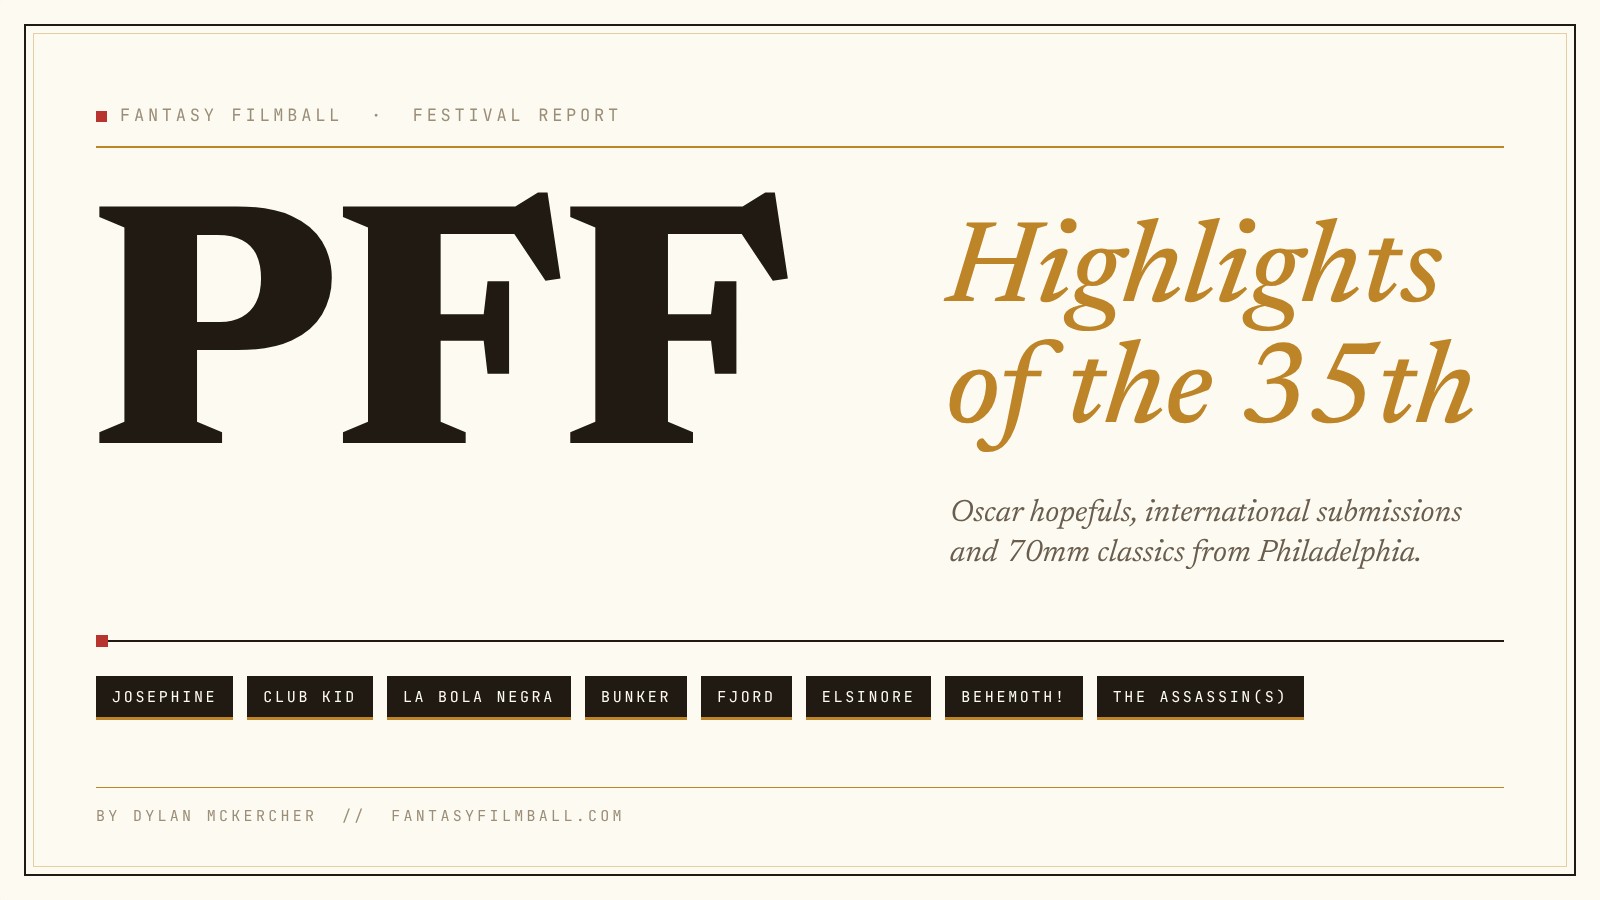 FANTASY FILMBALL · FESTIVAL REPORT
PFF
Highlights
of the 35th
Oscar hopefuls, international submissions
and 70mm classics from Philadelphia.
JOSEPHINE CLUB KID LA BOLA NEGRA BUNKER FJORD ELSINORE BEHEMOTH! THE ASSASSIN(S)
BY DYLAN MCKERCHER // FANTASYFILMBALL.COM